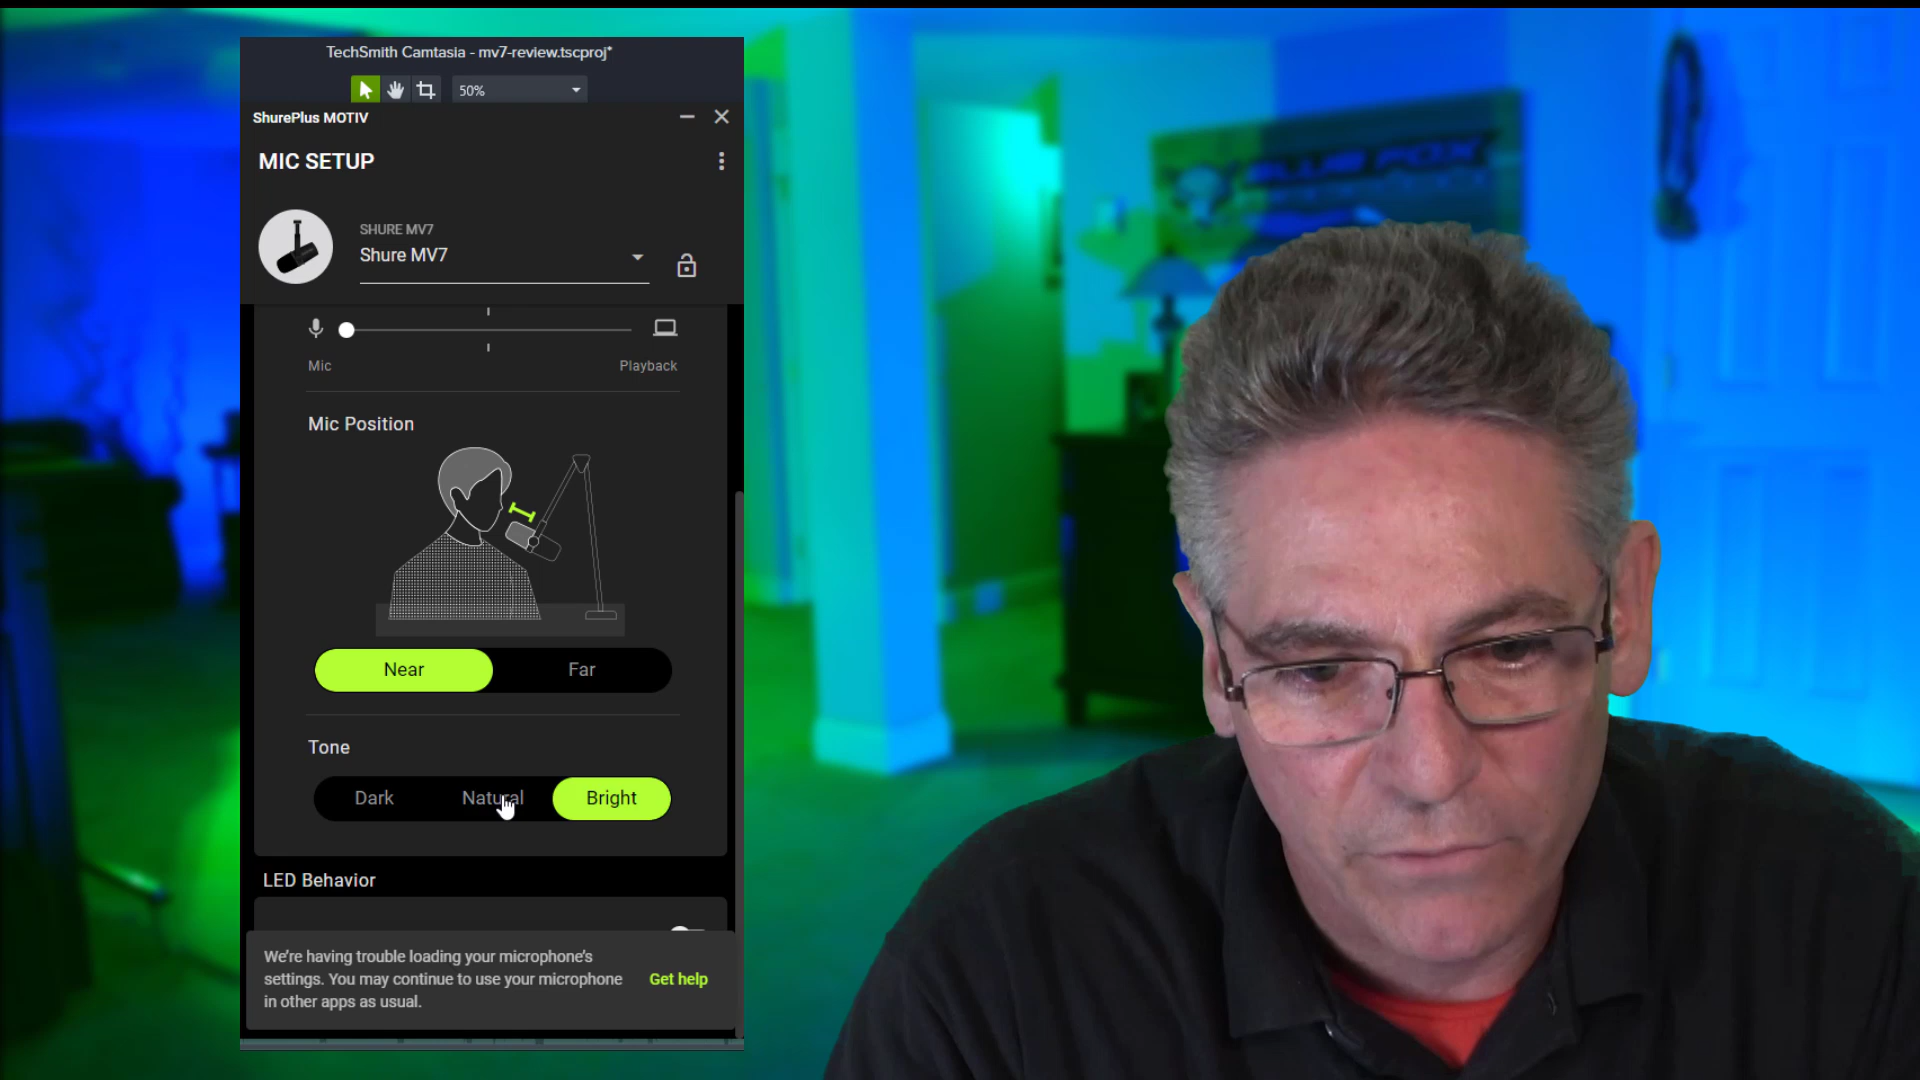 TechSmith Camtasia - mv7-review.tscproj*
50%
ShurePlus MOTIV
MIC SETUP
SHURE MV7
Shure MV7
Mic
Playback
Mic Position
Near
Far
Tone
Dark
Natural
Bright
LED Behavior
We're having trouble loading your microphone's
settings. You may continue to use your microphone
in other apps as usual.
Get help
BLUE FOX